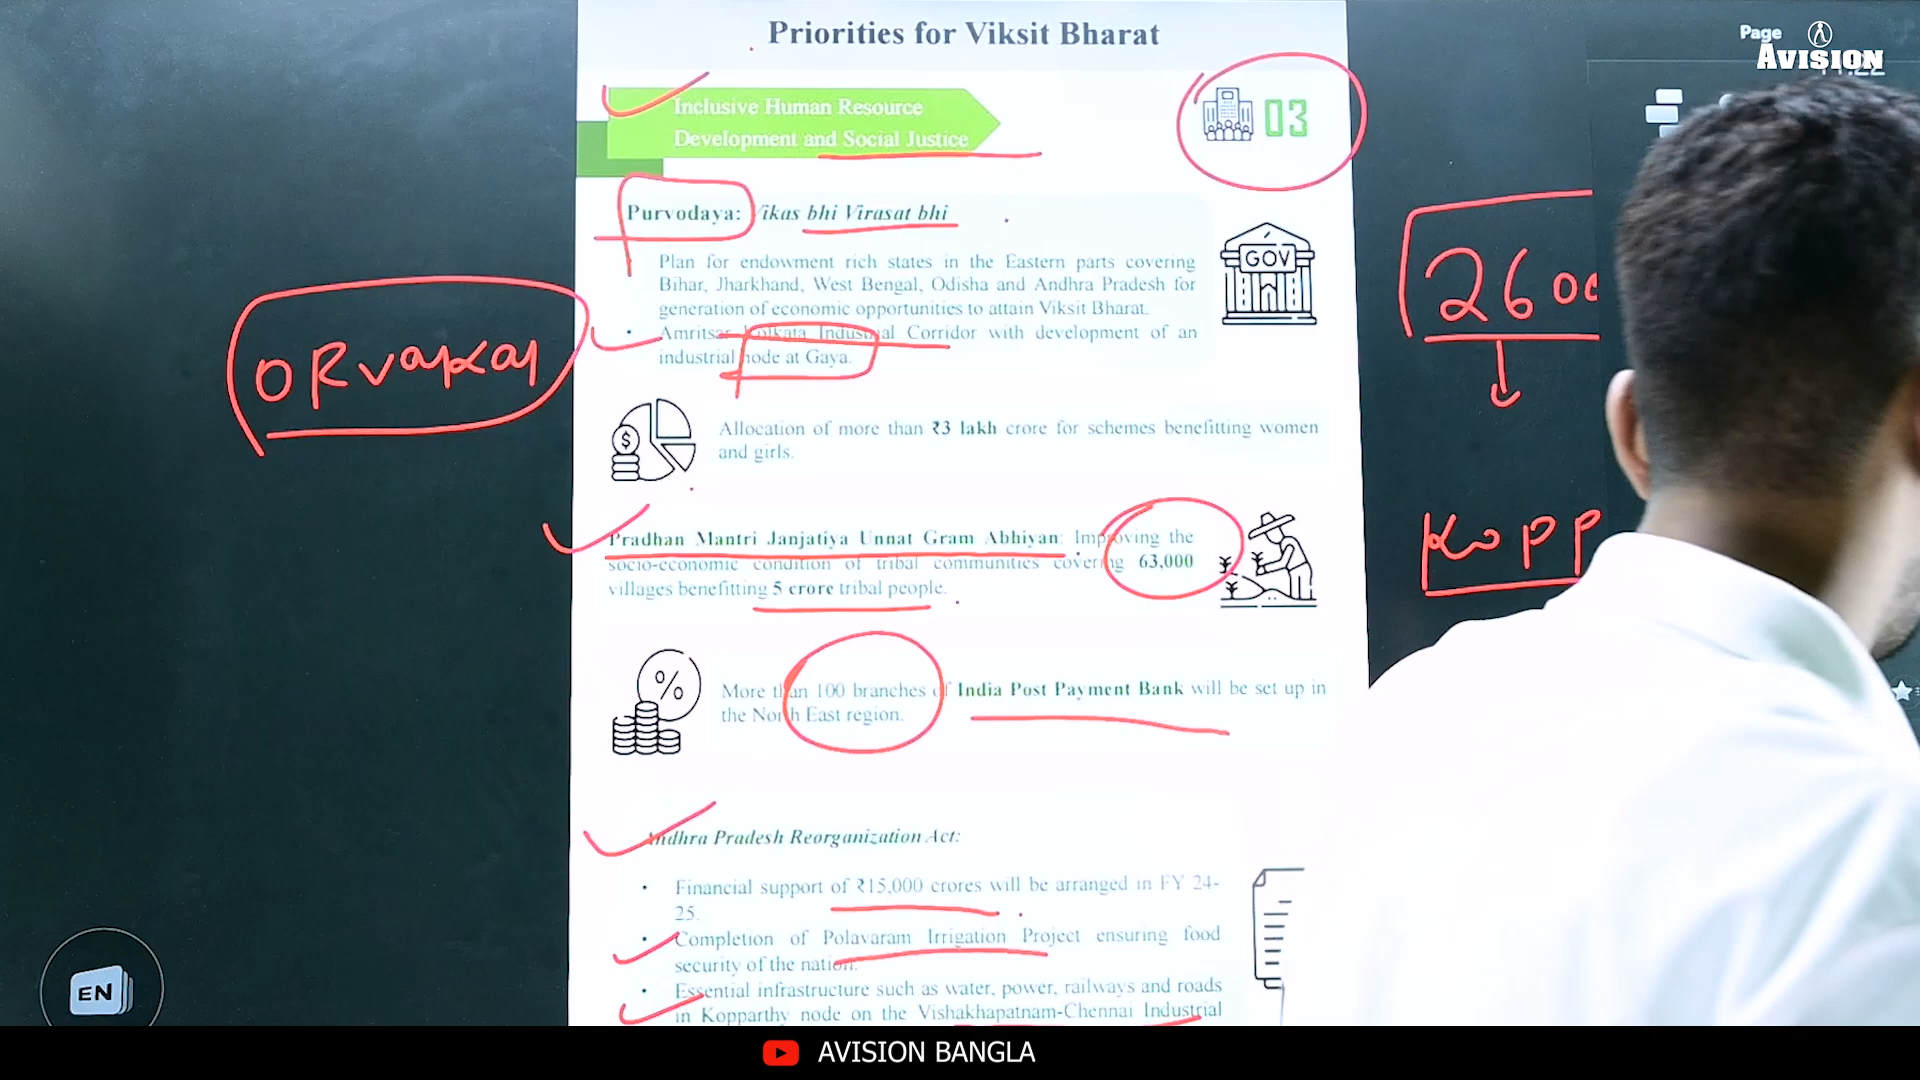 Priorities for Viksit Bharat
Page
AVISION
Inclusive Human Resource
Development and Social Justice
03
Purvodaya: Vikas bhi Virasat bhi
Plan for endowment rich states in the Eastern parts covering
Bihar, Jharkhand, West Bengal, Odisha and Andhra Pradesh for
generation of economic opportunities to attain Viksit Bharat.
• Amritsar Kolkata Industrial Corridor with development of an
industrial node at Gaya.
GOV
ORvakal
260
Allocation of more than ₹3 lakh crore for schemes benefitting women
and girls.
$
Pradhan Mantri Janjatiya Unnat Gram Abhiyan: Improving the
socio-economic condition of tribal communities covering 63,000
villages benefitting 5 crore tribal people.
KOPP
%
More than 100 branches of India Post Payment Bank will be set up in
the North East region.
Andhra Pradesh Reorganization Act:
• Financial support of ₹15,000 crores will be arranged in FY 24-
25.
• Completion of Polavaram Irrigation Project ensuring food
security of the nation.
• Essential infrastructure such as water, power, railways and roads
in Kopparthy node on the Vishakhapatnam-Chennai Industrial
EN
AVISION BANGLA